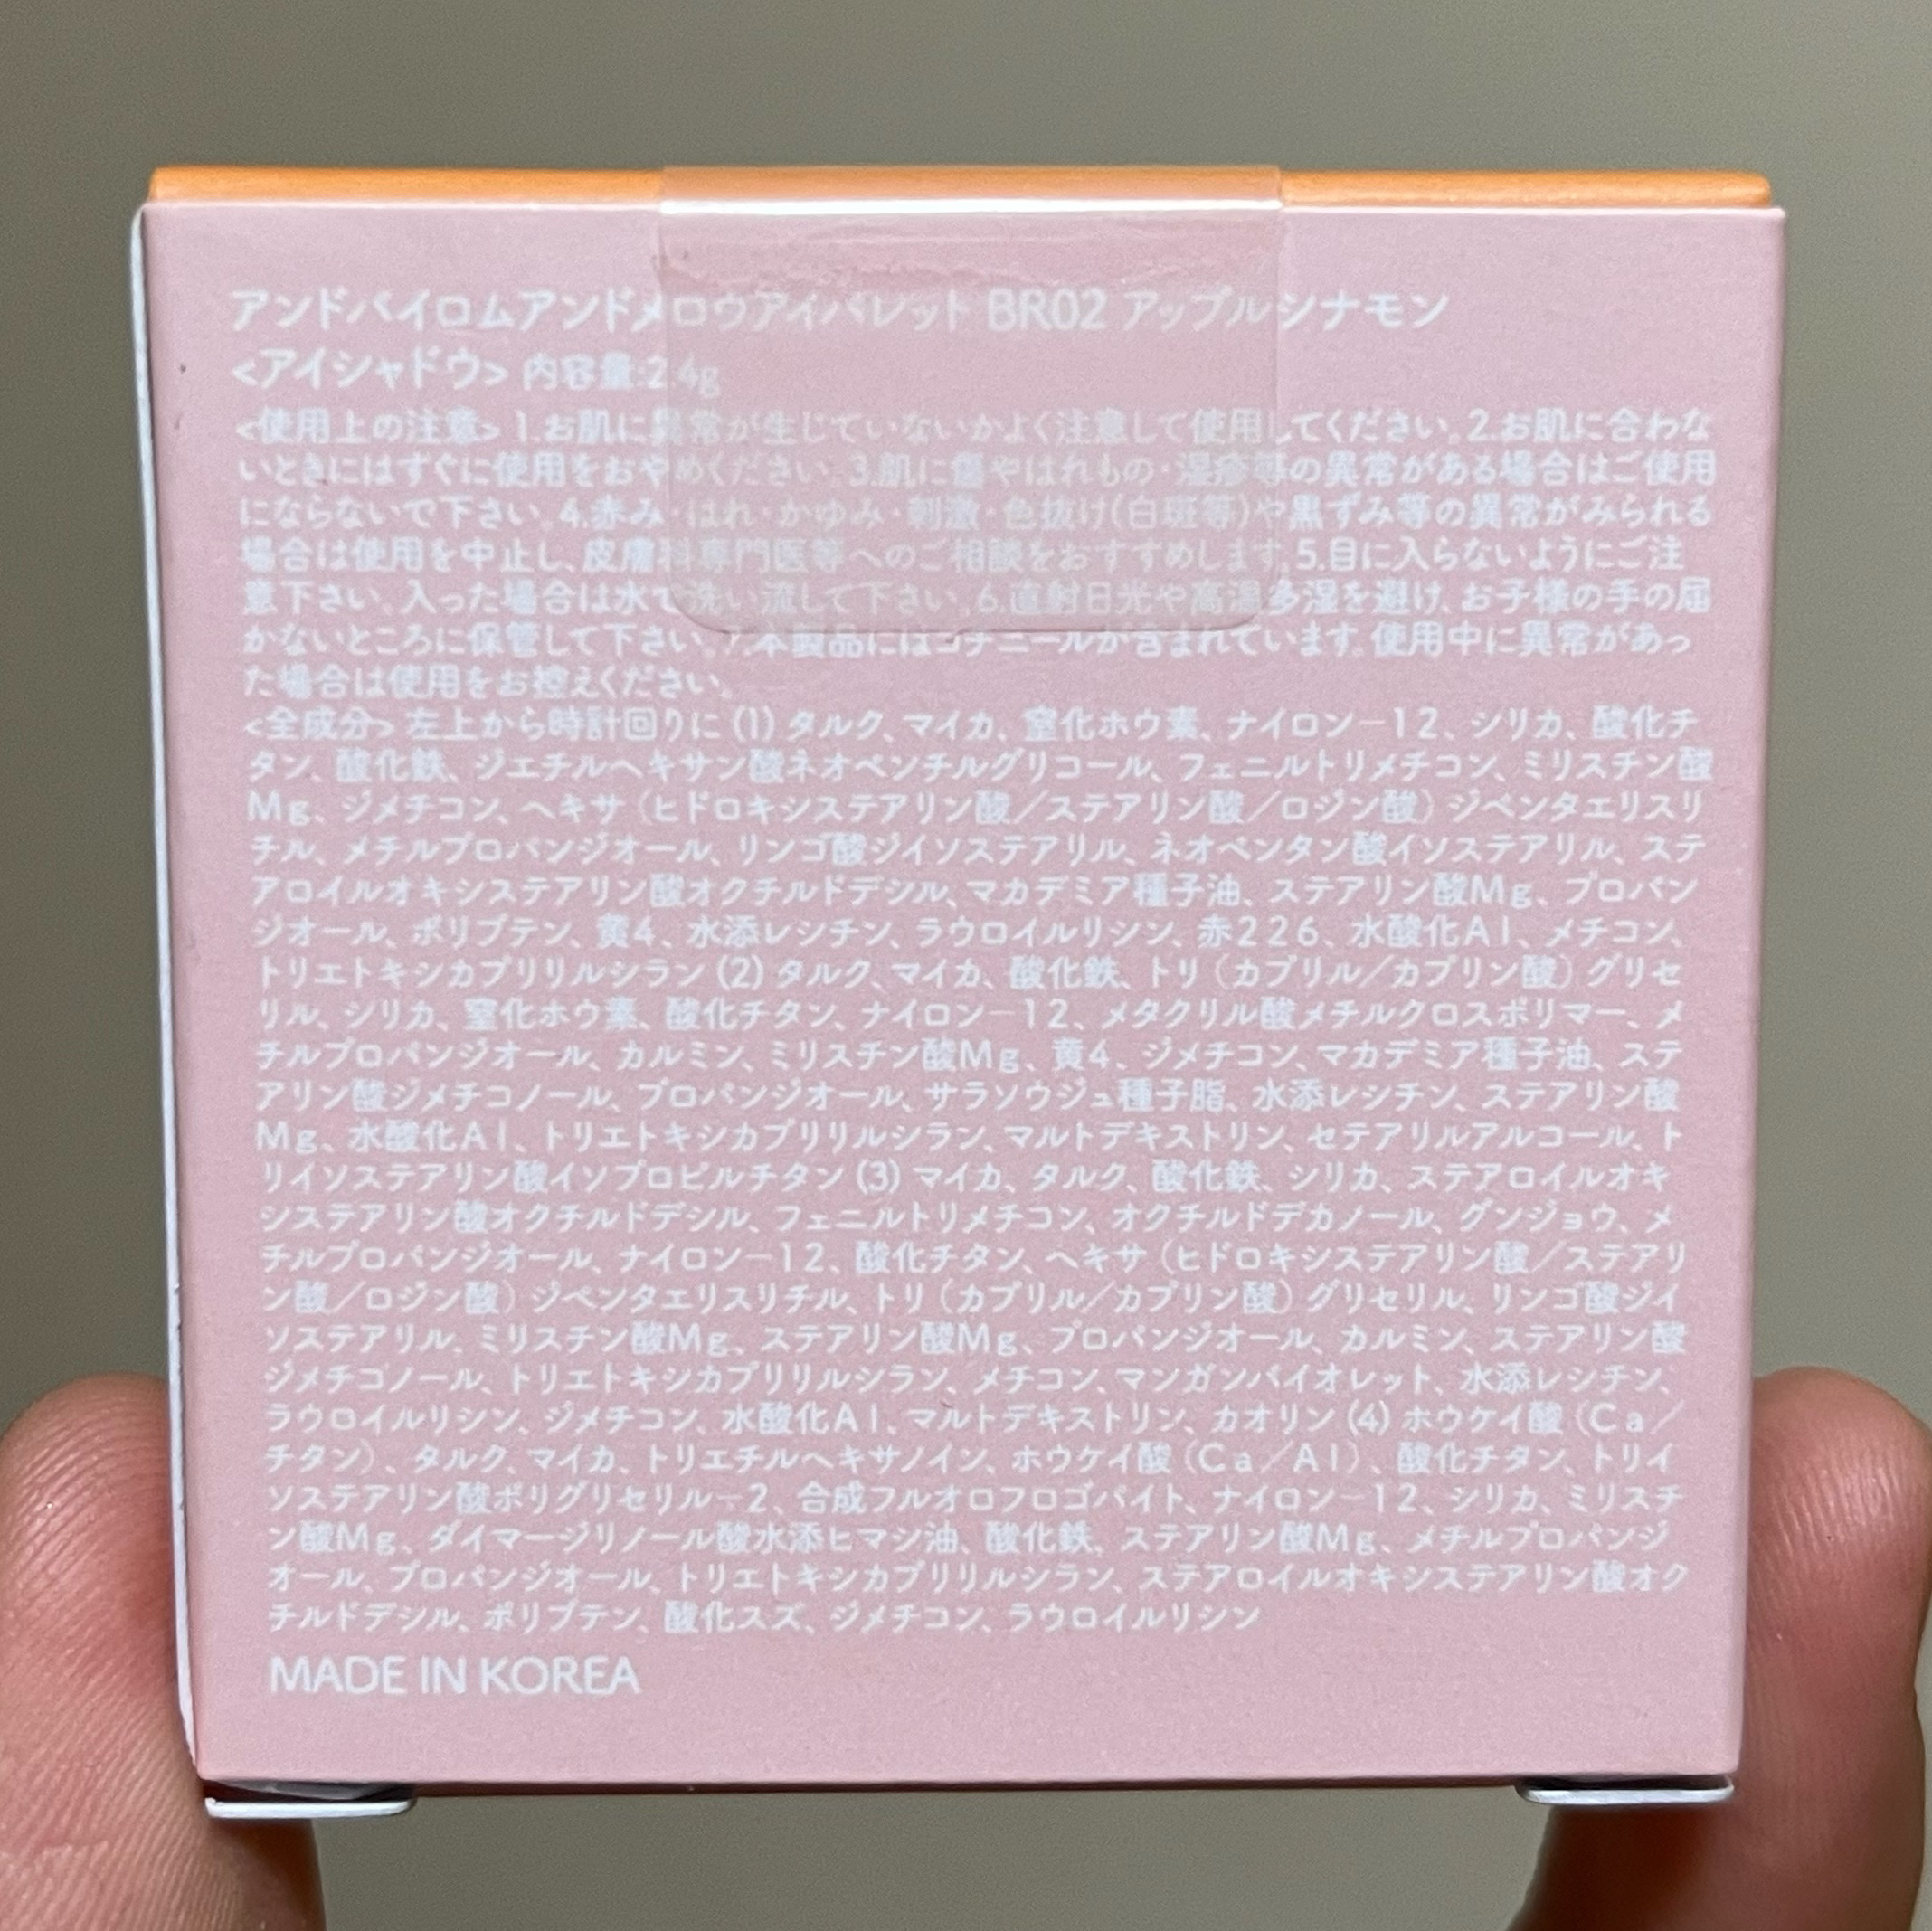 アンドバイロムアンドメロウアイパレット BR02 アップルシナモン
<アイシャドウ> 内容量:2.4g
<使用上の注意> 1.お肌に異常が生じていないかよく注意して使用してください。2.お肌に合わな
いときにはすぐに使用をおやめください。3.肌に傷やはれもの・湿疹等の異常がある場合はご使用
にならないで下さい。4.赤み・はれ・かゆみ・刺激・色抜け(白斑等)や黒ずみ等の異常がみられる
場合は使用を中止し、皮膚科専門医等へのご相談をおすすめします。5.目に入らないようにご注
意下さい。入った場合は水で洗い流して下さい。6.直射日光や高温多湿を避け、お子様の手の届
かないところに保管して下さい。7.本製品にはコチニールが含まれています。使用中に異常があっ
た場合は使用をお控えください。
<全成分> 左上から時計回りに (1) タルク、マイカ、窒化ホウ素、ナイロン－12、シリカ、酸化チ
タン、酸化鉄、ジエチルヘキサン酸ネオペンチルグリコール、フェニルトリメチコン、ミリスチン酸
Mg、ジメチコン、ヘキサ（ヒドロキシステアリン酸／ステアリン酸／ロジン酸）ジペンタエリスリ
チル、メチルプロパンジオール、リンゴ酸ジイソステアリル、ネオペンタン酸イソステアリル、ステ
アロイルオキシステアリン酸オクチルドデシル、マカデミア種子油、ステアリン酸Mg、プロパン
ジオール、ポリブテン、黄4、水添レシチン、ラウロイルリシン、赤226、水酸化Al、メチコン、
トリエトキシカプリリルシラン (2) タルク、マイカ、酸化鉄、トリ（カプリル／カプリン酸）グリセ
リル、シリカ、窒化ホウ素、酸化チタン、ナイロン－12、メタクリル酸メチルクロスポリマー、メ
チルプロパンジオール、カルミン、ミリスチン酸Mg、黄4、ジメチコン、マカデミア種子油、ステ
アリン酸ジメチコノール、プロパンジオール、サラソウジュ種子脂、水添レシチン、ステアリン酸
Mg、水酸化Al、トリエトキシカプリリルシラン、マルトデキストリン、セテアリルアルコール、ト
リイソステアリン酸イソプロピルチタン (3) マイカ、タルク、酸化鉄、シリカ、ステアロイルオキ
システアリン酸オクチルドデシル、フェニルトリメチコン、オクチルドデカノール、グンジョウ、メ
チルプロパンジオール、ナイロン－12、酸化チタン、ヘキサ（ヒドロキシステアリン酸／ステアリ
ン酸／ロジン酸）ジペンタエリスリチル、トリ（カプリル／カプリン酸）グリセリル、リンゴ酸ジイ
ソステアリル、ミリスチン酸Mg、ステアリン酸Mg、プロパンジオール、カルミン、ステアリン酸
ジメチコノール、トリエトキシカプリリルシラン、メチコン、マンガンバイオレット、水添レシチン、
ラウロイルリシン、ジメチコン、水酸化Al、マルトデキストリン、カオリン (4) ホウケイ酸（Ca／
チタン）、タルク、マイカ、トリエチルヘキサノイン、ホウケイ酸（Ca／Al）、酸化チタン、トリイ
ソステアリン酸ポリグリセリル－2、合成フルオロフロゴパイト、ナイロン－12、シリカ、ミリスチ
ン酸Mg、ダイマージリノール酸水添ヒマシ油、酸化鉄、ステアリン酸Mg、メチルプロパンジ
オール、プロパンジオール、トリエトキシカプリリルシラン、ステアロイルオキシステアリン酸オク
チルドデシル、ポリブテン、酸化スズ、ジメチコン、ラウロイルリシン
MADE IN KOREA